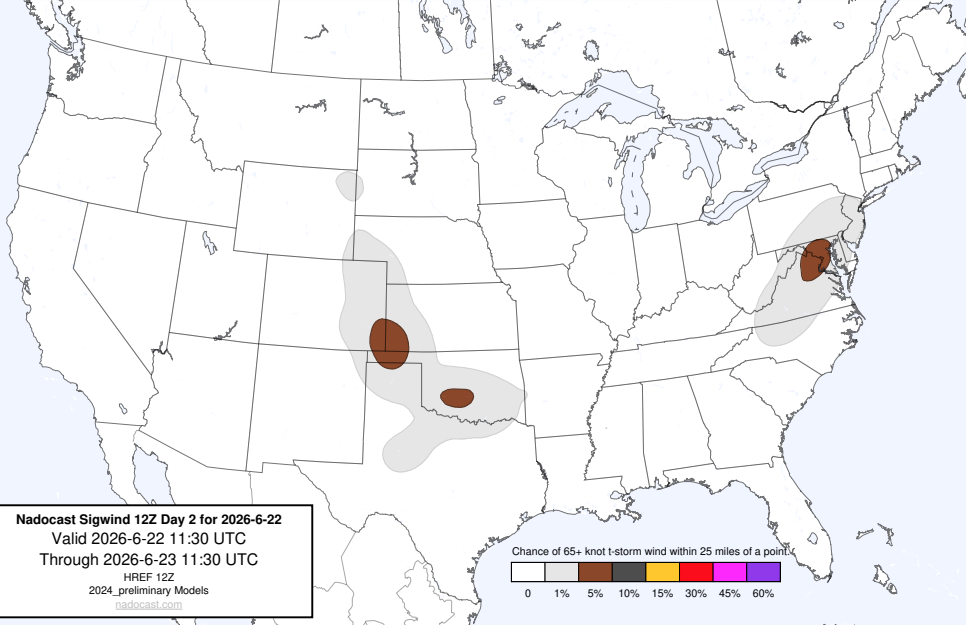 Nadocast Sigwind 12Z Day 2 for 2026-6-22
Valid 2026-6-22 11:30 UTC
Through 2026-6-23 11:30 UTC
HREF 12Z
2024_preliminary Models
nadocast.com
Chance of 65+ knot t-storm wind within 25 miles of a point.
0 1% 5% 10% 15% 30% 45% 60%